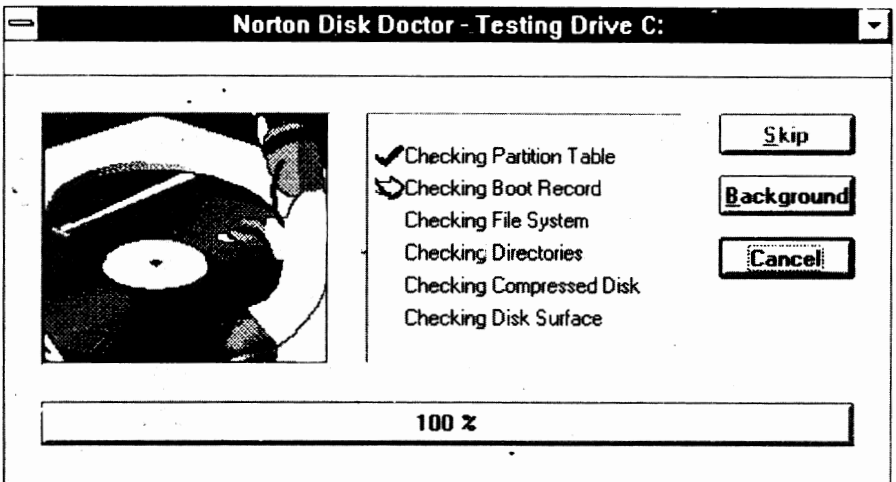 Norton Disk Doctor - Testing Drive C:
Checking Partition Table
Checking Boot Record
Checking File System
Checking Directories
Checking Compressed Disk
Checking Disk Surface
Skip
Background
Cancel
100 %